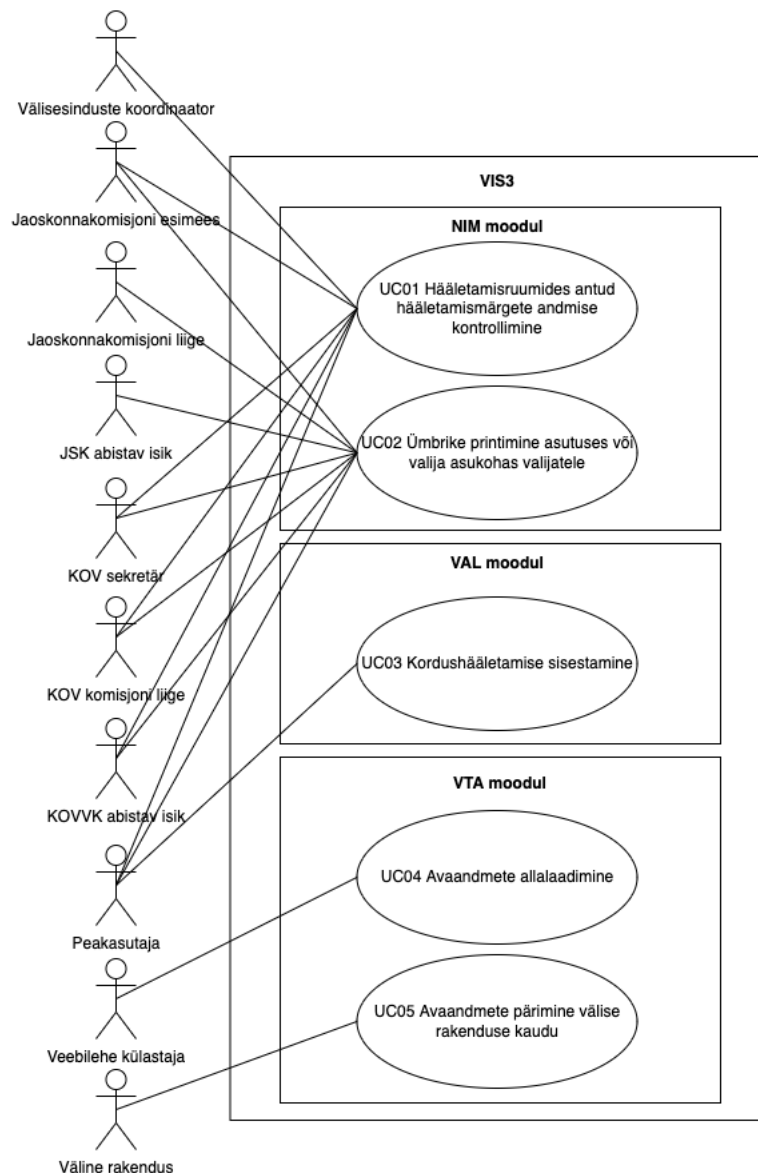 Välisesinduste koordinaator
Jaoskonnakomisjoni esimees
Jaoskonnakomisjoni liige
JSK abistav isik
KOV sekretär
KOV komisjoni liige
KOVVK abistav isik
Peakasutaja
Veebilehe külastaja
Väline rakendus
VIS3
NIM moodul
UC01 Hääletamisruumides antud
hääletamismärgete andmise
kontrollimine
UC02 Ümbrike printimine asutuses või
valija asukohas valijatele
VAL moodul
UC03 Kordushääletamise sisestamine
VTA moodul
UC04 Avaandmete allalaadimine
UC05 Avaandmete pärimine välise
rakenduse kaudu